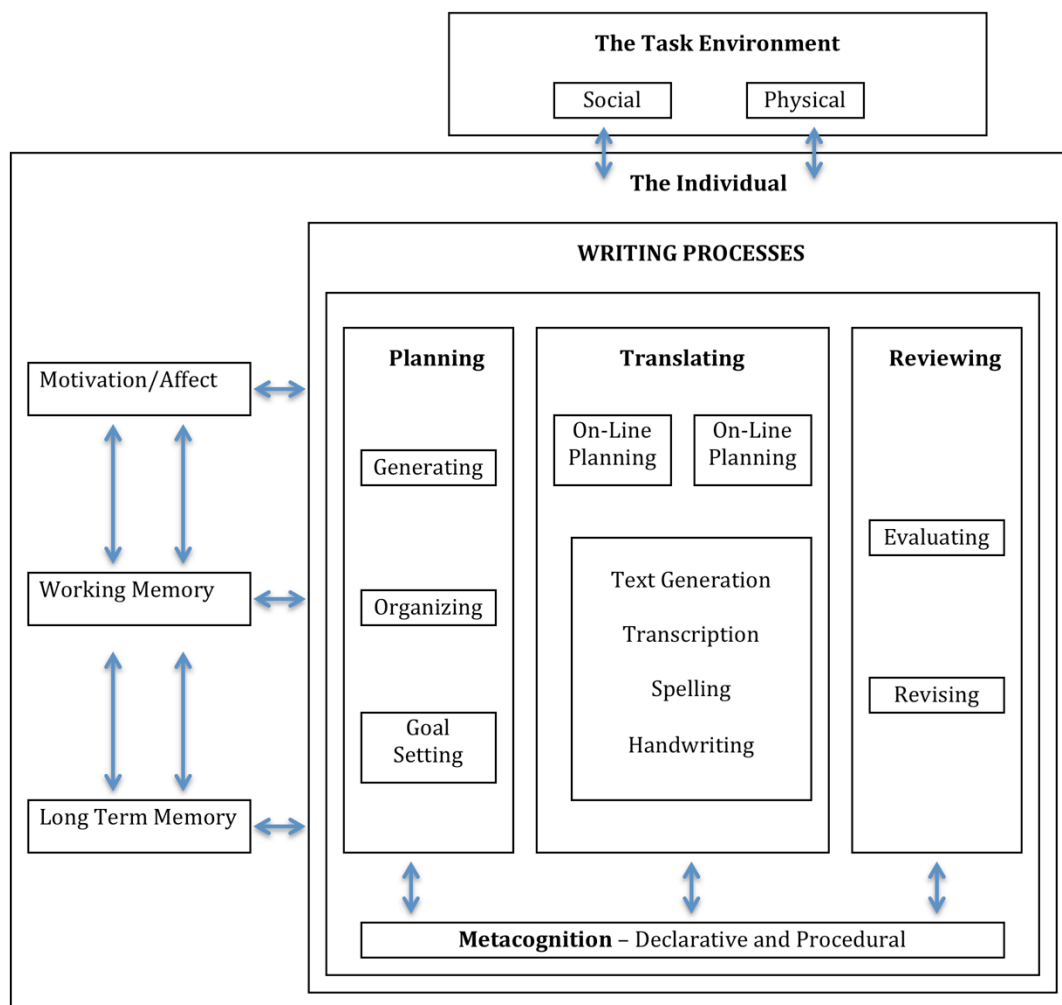 The Task Environment
Social
Physical
The Individual
WRITING PROCESSES
Motivation/Affect
Working Memory
Long Term Memory
Planning
Generating
Organizing
Goal
Setting
Translating
On-Line
Planning
On-Line
Planning
Text Generation
Transcription
Spelling
Handwriting
Reviewing
Evaluating
Revising
Metacognition – Declarative and Procedural